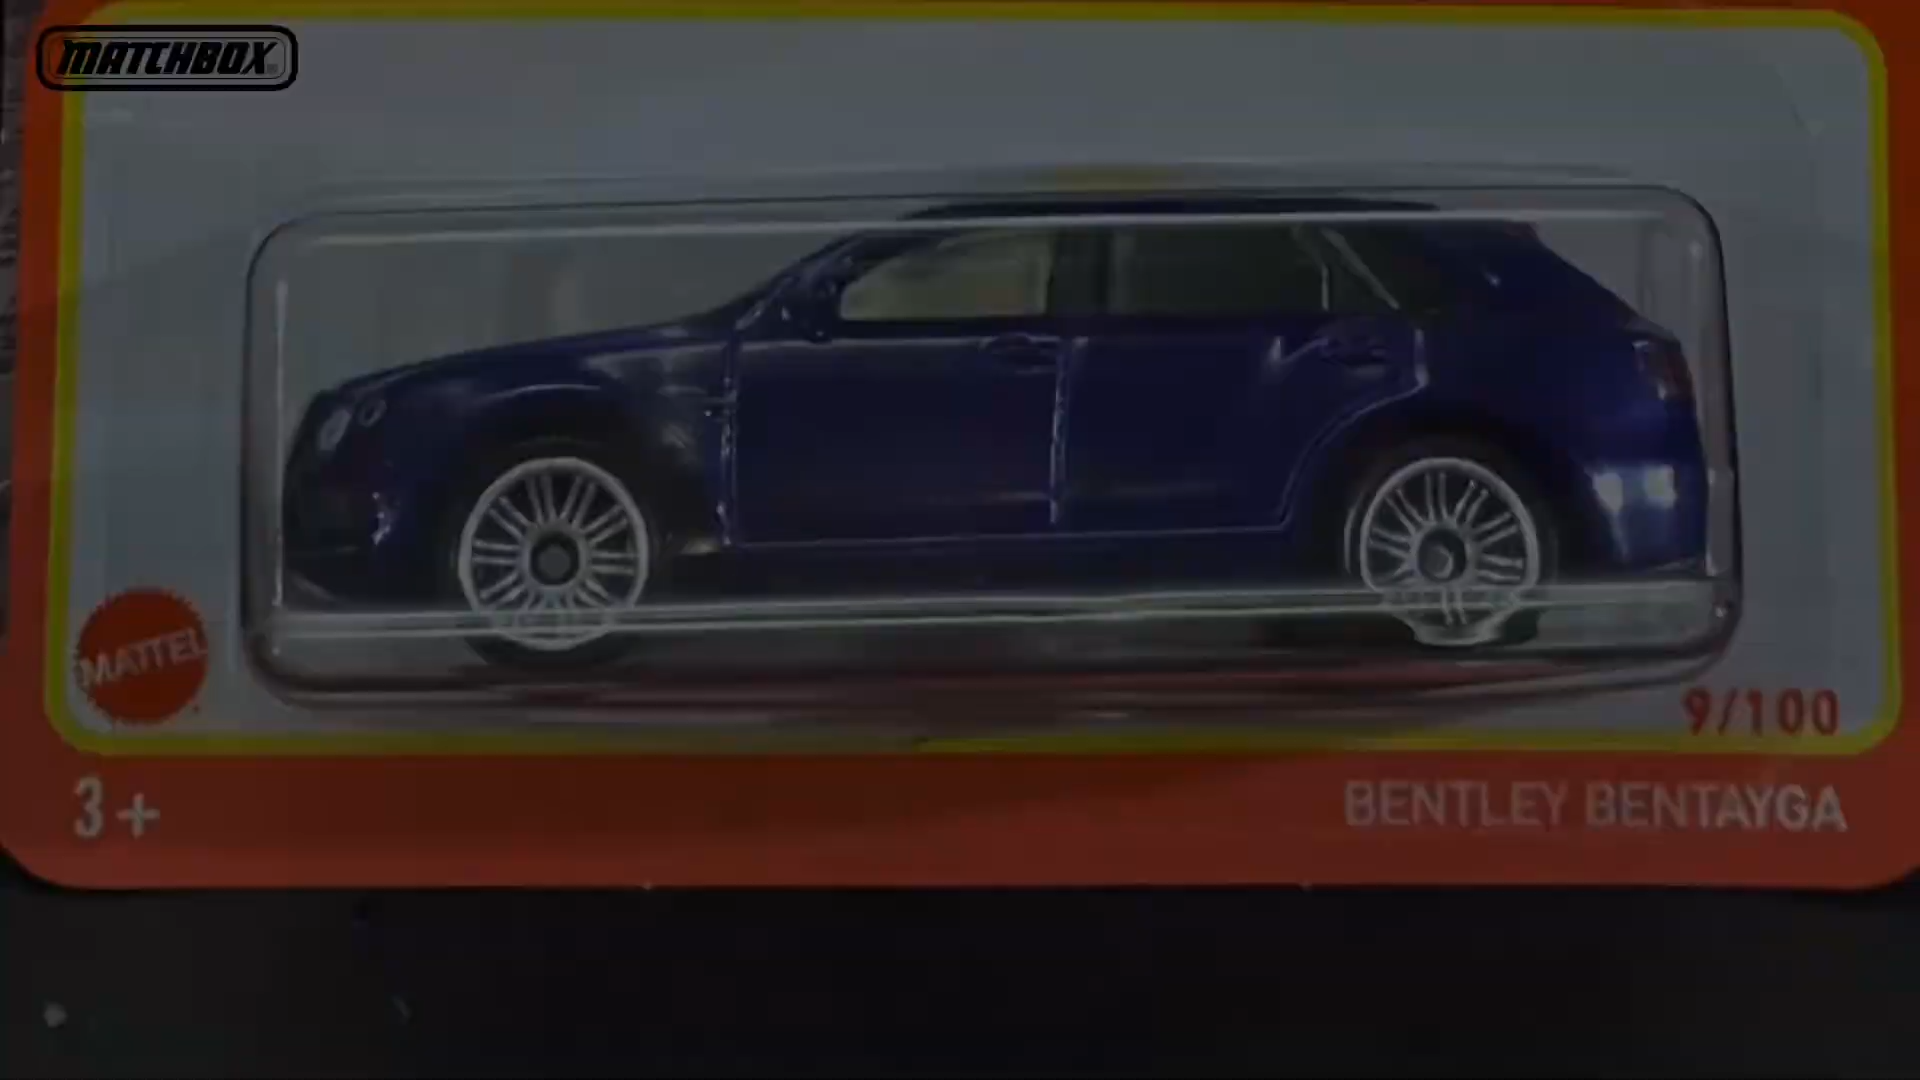 MATCHBOX
MATTEL
9/100
3+
BENTLEY BENTAYGA